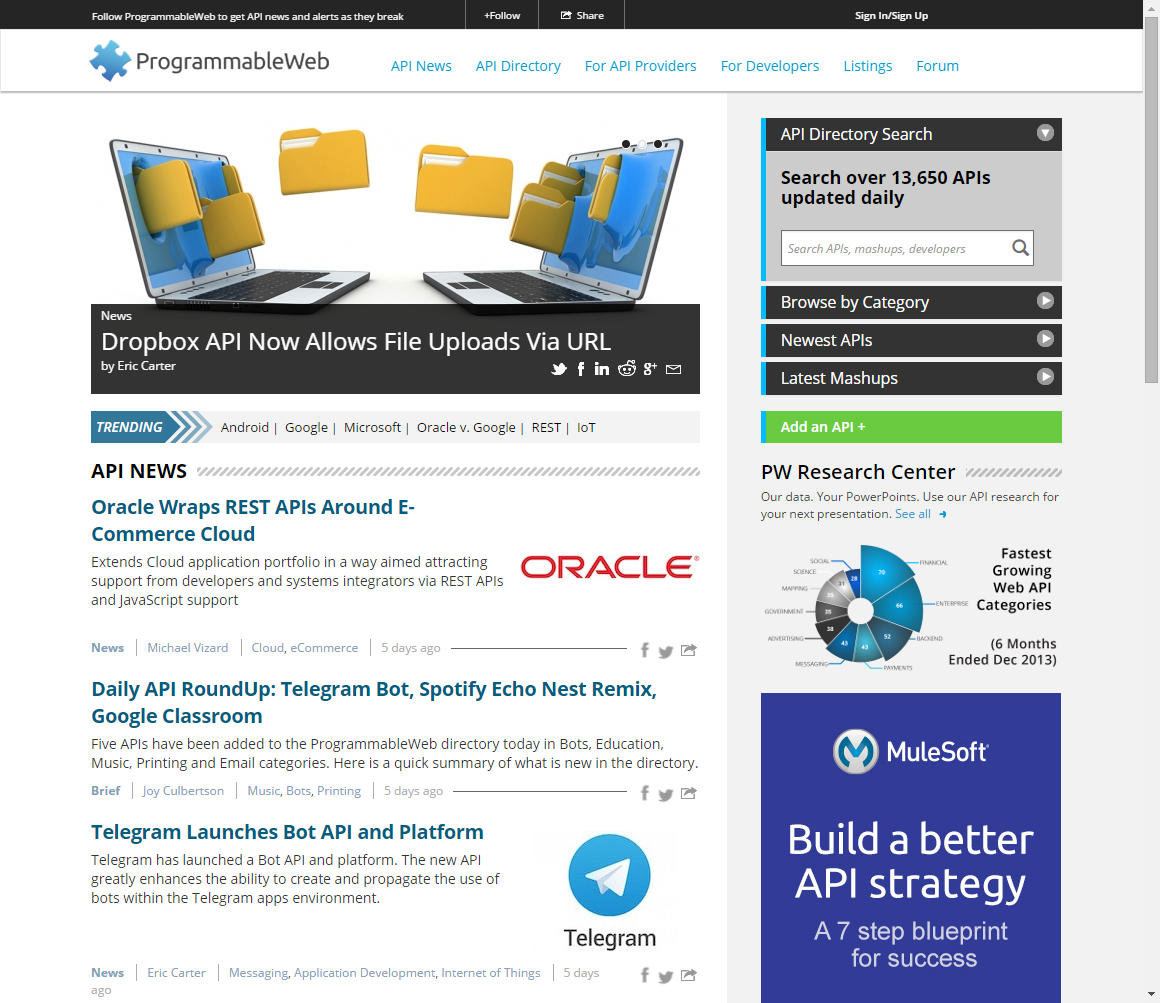 Follow ProgrammableWeb to get API news and alerts as they break
+Follow
Share
Sign In/Sign Up
ProgrammableWeb
API News
API Directory
For API Providers
For Developers
Listings
Forum
News
Dropbox API Now Allows File Uploads Via URL
by Eric Carter
TRENDING
Android | Google | Microsoft | Oracle v. Google | REST | IoT
API NEWS
Oracle Wraps REST APIs Around E-
Commerce Cloud
Extends Cloud application portfolio in a way aimed attracting
support from developers and systems integrators via REST APIs
and JavaScript support
ORACLE®
News | Michael Vizard | Cloud, eCommerce | 5 days ago
Daily API RoundUp: Telegram Bot, Spotify Echo Nest Remix,
Google Classroom
Five APIs have been added to the ProgrammableWeb directory today in Bots, Education,
Music, Printing and Email categories. Here is a quick summary of what is new in the directory.
Brief | Joy Culbertson | Music, Bots, Printing | 5 days ago
Telegram Launches Bot API and Platform
Telegram has launched a Bot API and platform. The new API
greatly enhances the ability to create and propagate the use of
bots within the Telegram apps environment.
Telegram
News | Eric Carter | Messaging, Application Development, Internet of Things | 5 days
ago
API Directory Search
Search over 13,650 APIs
updated daily
Search APIs, mashups, developers
Browse by Category
Newest APIs
Latest Mashups
Add an API +
PW Research Center
Our data. Your PowerPoints. Use our API research for
your next presentation. See all
SOCIAL
SCIENCE
MAPPING
GOVERNMENT
ADVERTISING
MESSAGING
PAYMENTS
BACKEND
ENTERPRISE
FINANCIAL
28
31
35
35
38
43
43
52
66
70
Fastest
Growing
Web API
Categories
(6 Months
Ended Dec 2013)
MuleSoft
Build a better
API strategy
A 7 step blueprint
for success